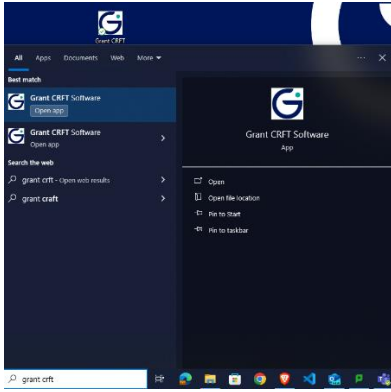 Grant CRFT
All Apps Documents Web More
Best match
Grant CRFT Software
Open app
Grant CRFT Software
Open app
Search the web
grant crft - Open web results
grant craft
Grant CRFT Software
App
Open
Open file location
Pin to Start
Pin to taskbar
grant crft